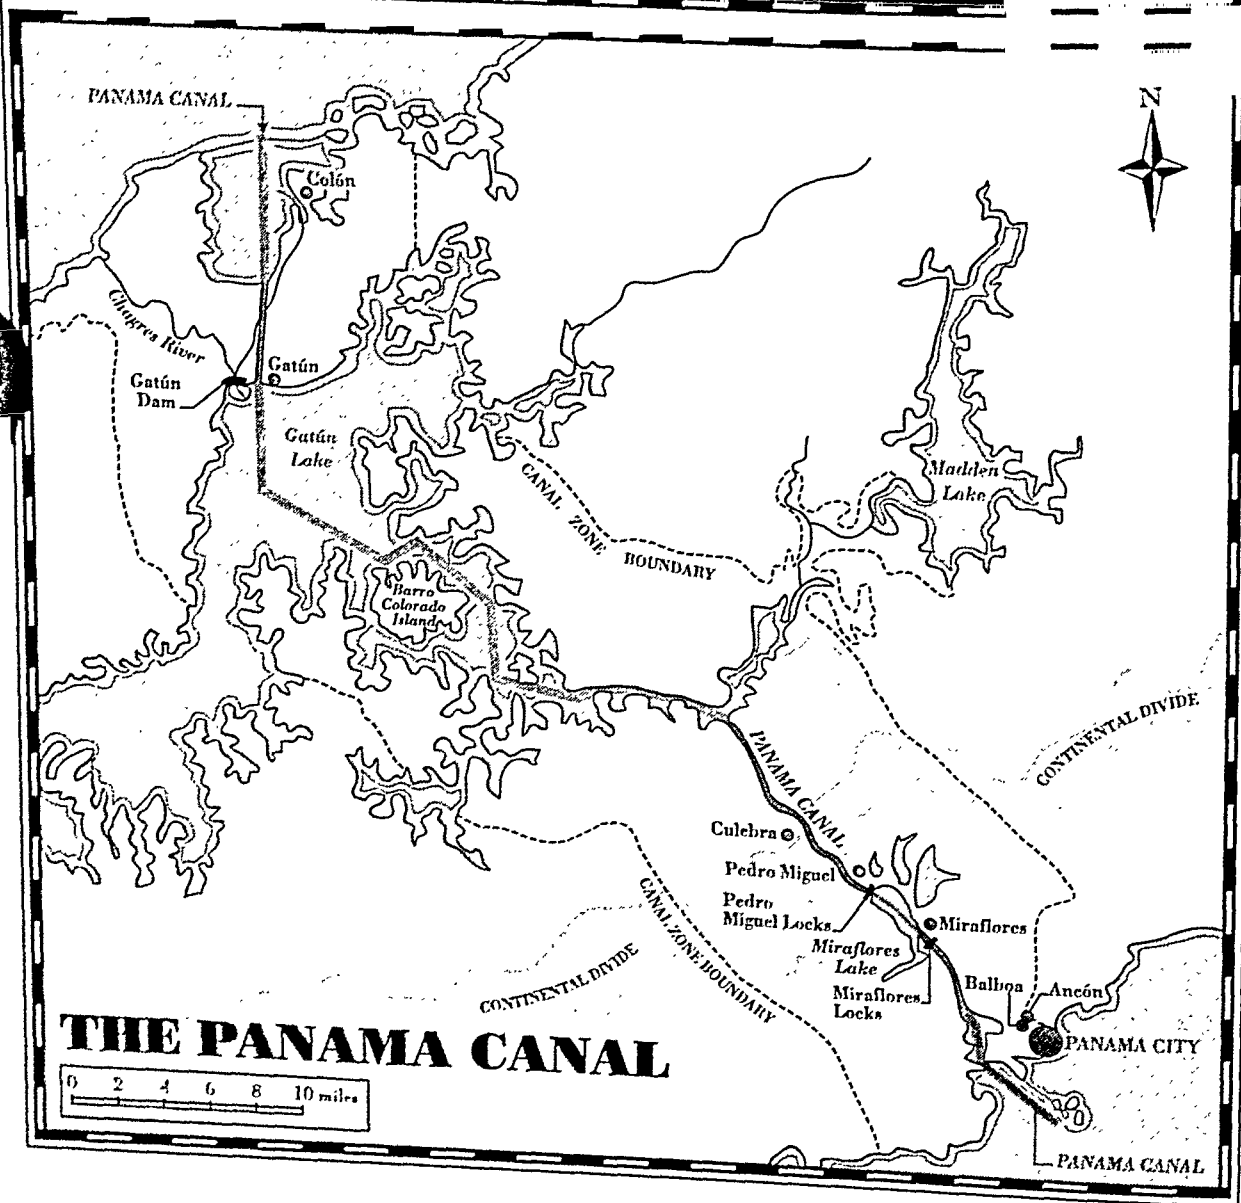 PANAMA CANAL
N
Colón
Chagres River
Gatún
Gatún
Dam
Gatún
Lake
CANAL ZONE BOUNDARY
Madden
Lake
Barro
Colorado
Island
CONTINENTAL DIVIDE
PANAMA CANAL
Culebra
Pedro Miguel
Pedro
Miguel Locks
Miraflores
Miraflores
Lake
Miraflores
Locks
CANAL ZONE BOUNDARY
CONTINENTAL DIVIDE
Balboa
Ancón
PANAMA CITY
THE PANAMA CANAL
0 2 4 6 8 10 miles
PANAMA CANAL